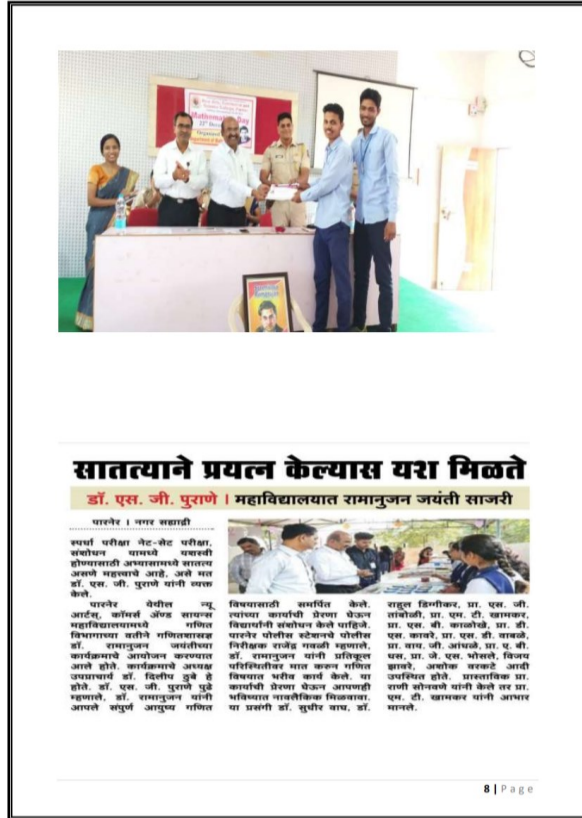 Mathematics Day
सातत्याने प्रयत्न केल्यास यश मिळते
डॉ. एस. जी. पुराणे । महाविद्यालयात रामानुजन जयंती साजरी
पारनेर । नगर सह्याद्री
स्पर्धा परीक्षा नेट-सेट परीक्षा,
संशोधन यामध्ये यशस्वी
होण्यासाठी अभ्यासामध्ये सातत्य
असणे महत्त्वाचे आहे, असे मत
डॉ. एस. जी. पुराणे यांनी व्यक्त
केले.
पारनेर येथील न्यू
आर्टस्, कॉमर्स अ‍ॅण्ड सायन्स
महाविद्यालयामध्ये गणित
विभागाच्या वतीने गणितशास्त्रज्ञ
डॉ. रामानुजन जयंतीच्या
कार्यक्रमाचे आयोजन करण्यात
आले होते. कार्यक्रमाचे अध्यक्ष
उपप्राचार्य डॉ. दिलीप ठुबे हे
होते. डॉ. एस. जी. पुराणे पुढे
म्हणाले, डॉ. रामानुजन यांनी
आपले संपूर्ण आयुष्य गणित
विषयासाठी समर्पित केले.
त्यांच्या कार्याची प्रेरणा घेऊन
विद्यार्थ्यांनी संशोधन केले पाहिजे.
पारनेर पोलीस स्टेशनचे पोलीस
निरीक्षक राजेंद्र गवळी म्हणाले,
डॉ. रामानुजन यांनी प्रतिकूल
परिस्थितीवर मात करून गणित
विषयात भरीव कार्य केले. या
कार्याची प्रेरणा घेऊन आपणही
भविष्यात नावलौकिक मिळवावा.
या प्रसंगी डॉ. सुधीर वाघ, डॉ.
राहुल डिग्गीकर, प्रा. एस. जी.
तांबोळी, प्रा. एम. टी. खामकर,
प्रा. एस. बी. काळोखे, प्रा. डी.
एस. कावरे, प्रा. एस. डी. वाबळे,
प्रा. वाय. जी. आंधळे, प्रा. ए. बी.
धस, प्रा. जे. एस. भोसले, विजय
झावरे, अशोक वरकटे आदी
उपस्थित होते. प्रास्ताविक प्रा.
राणी सोनवणे यांनी केले तर प्रा.
एम. टी. खामकर यांनी आभार
मानले.
8 | Page